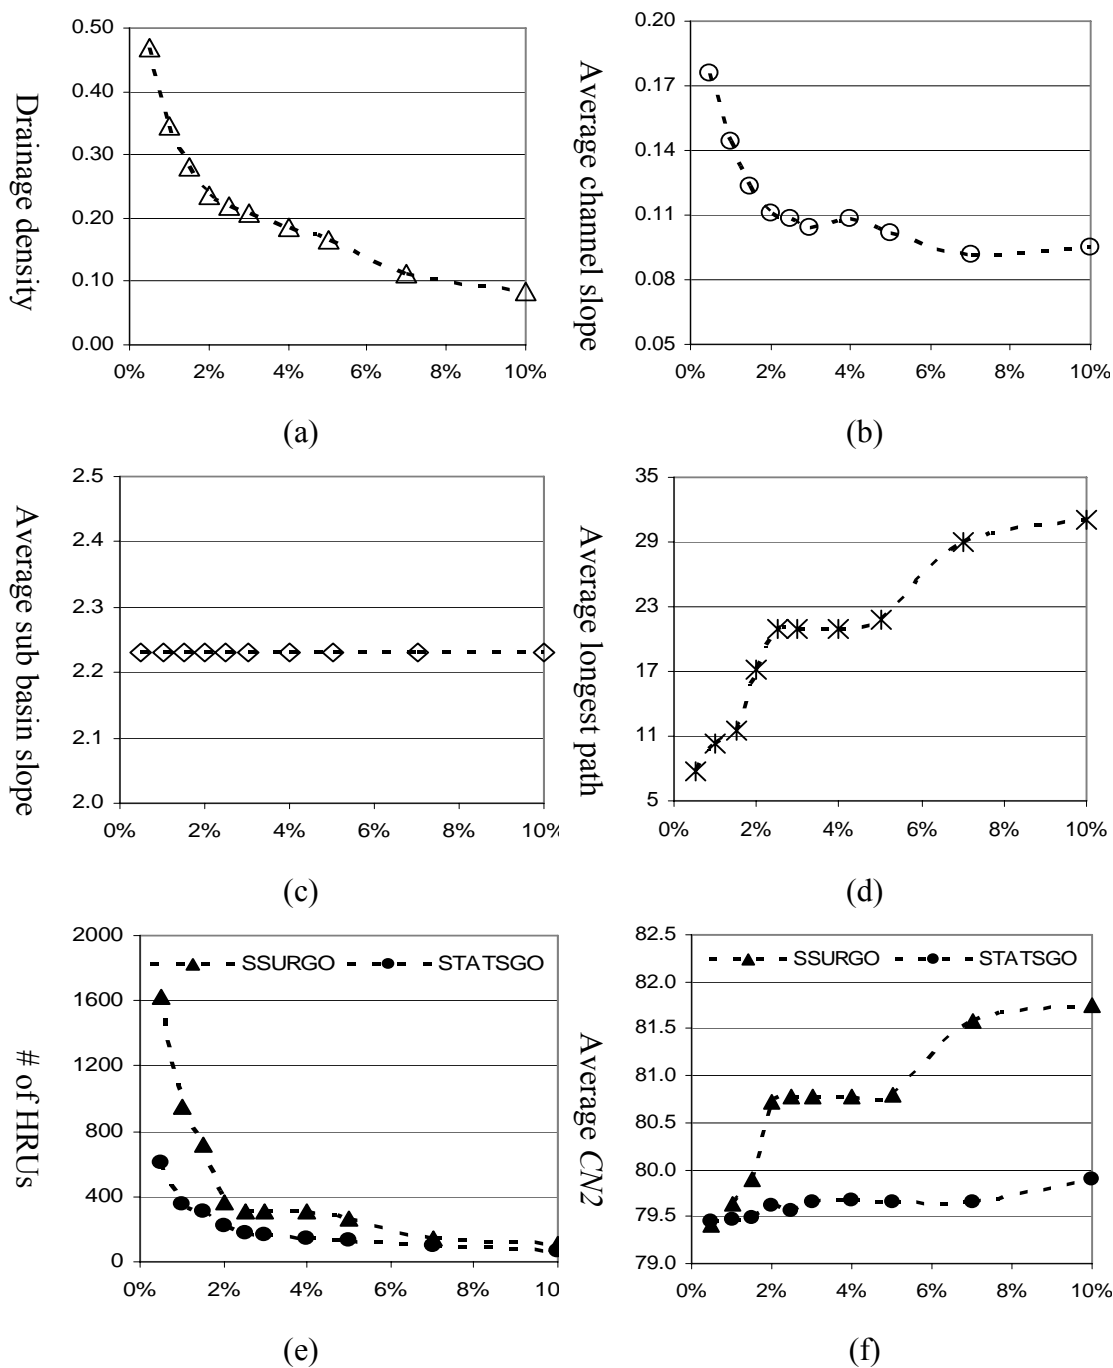 Drainage density
0.50
0.40
0.30
0.20
0.10
0.00
0% 2% 4% 6% 8% 10%
(a)
Average channel slope
0.20
0.17
0.14
0.11
0.08
0.05
0% 2% 4% 6% 8% 10%
(b)
Average sub basin slope
2.5
2.4
2.3
2.2
2.1
2.0
0% 2% 4% 6% 8% 10%
(c)
Average longest path
35
29
23
17
11
5
0% 2% 4% 6% 8% 10%
(d)
# of HRUs
2000
1600
1200
800
400
0
SSURGO STATSGO
0% 2% 4% 6% 8% 10
(e)
Average CN2
82.5
82.0
81.5
81.0
80.5
80.0
79.5
79.0
SSURGO STATSGO
0% 2% 4% 6% 8% 10%
(f)